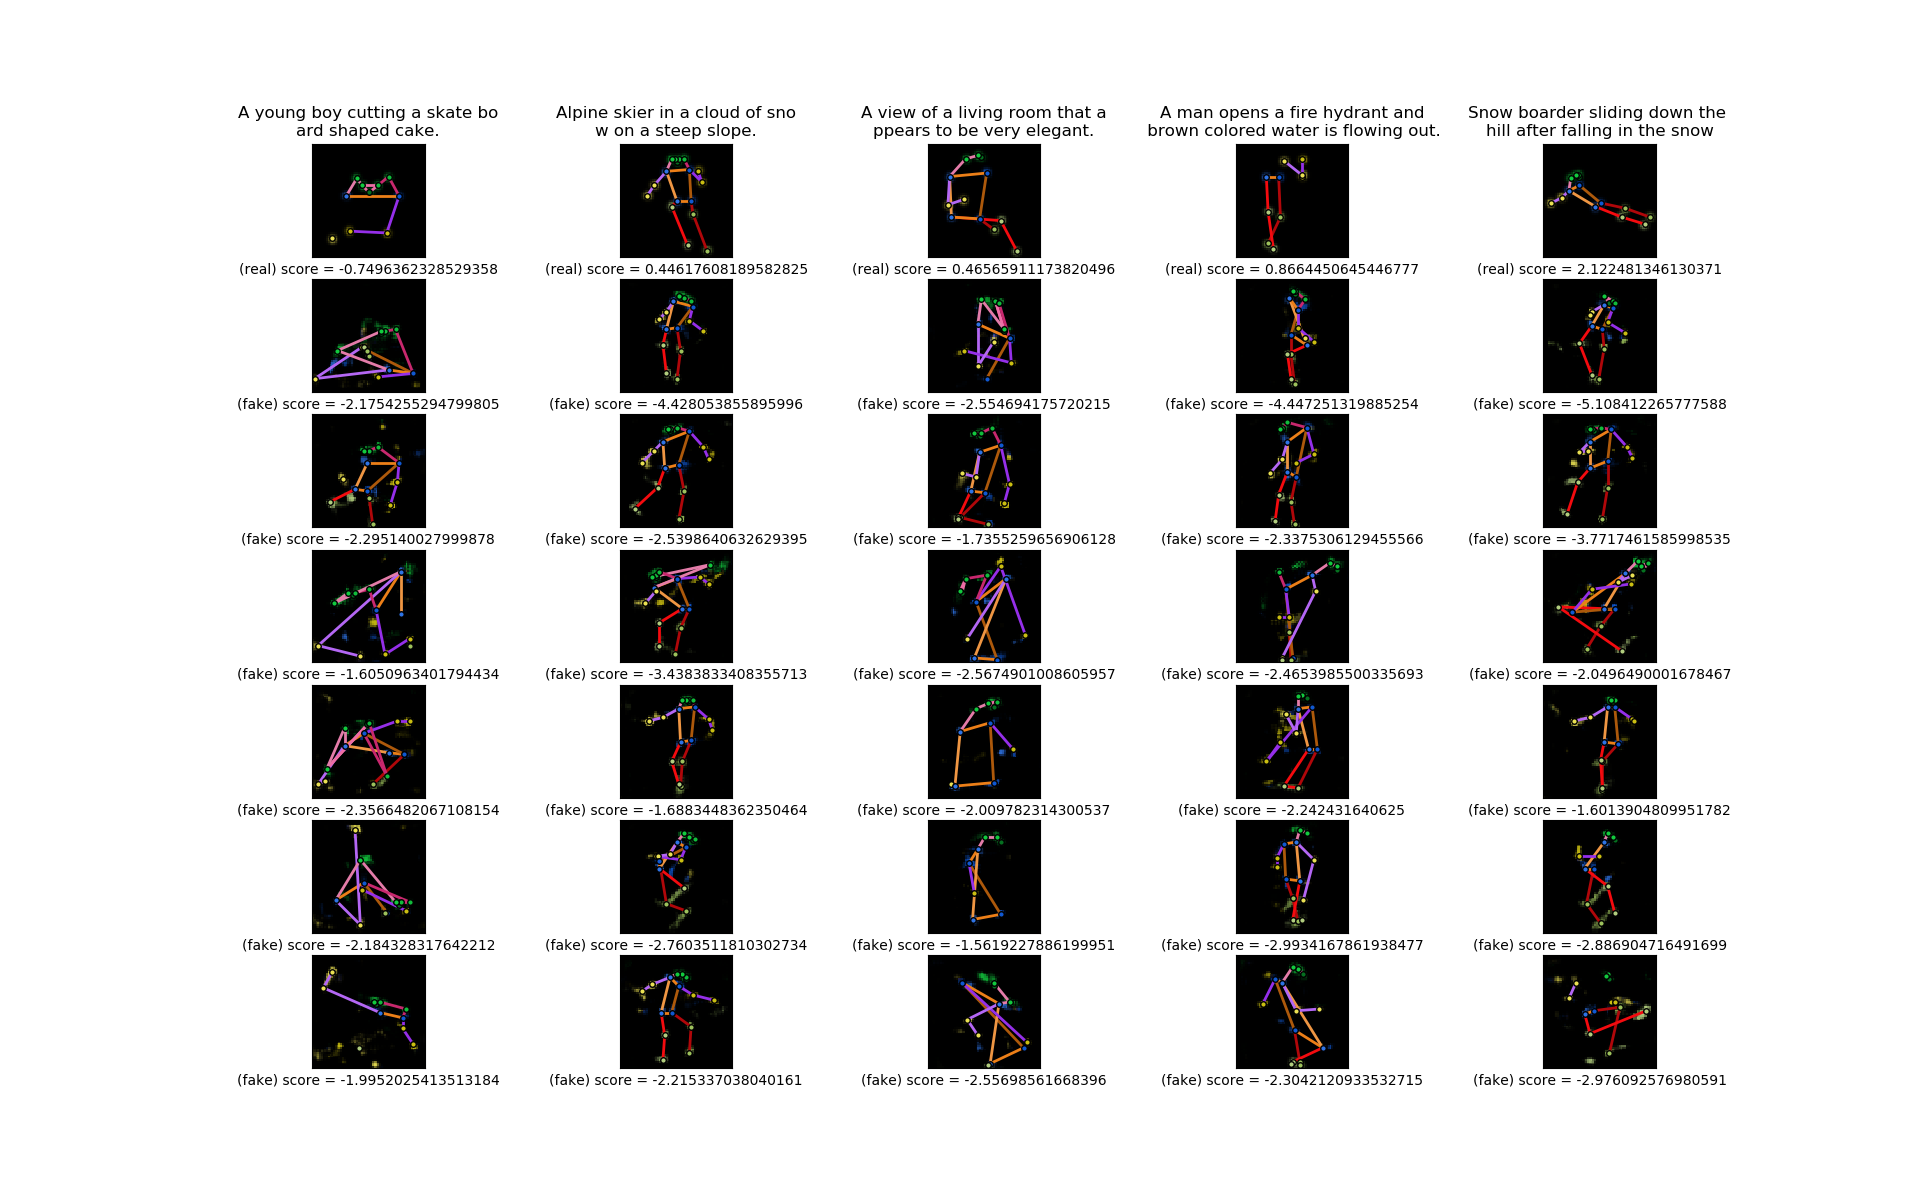 A young boy cutting a skate bo
ard shaped cake.
Alpine skier in a cloud of sno
w on a steep slope.
A view of a living room that a
ppears to be very elegant.
A man opens a fire hydrant and
brown colored water is flowing out.
Snow boarder sliding down the
hill after falling in the snow
(real) score = -0.7496362328529358
(real) score = 0.44617608189582825
(real) score = 0.46565911173820496
(real) score = 0.8664450645446777
(real) score = 2.122481346130371
(fake) score = -2.1754255294799805
(fake) score = -4.428053855895996
(fake) score = -2.554694175720215
(fake) score = -4.447251319885254
(fake) score = -5.108412265777588
(fake) score = -2.295140027999878
(fake) score = -2.5398640632629395
(fake) score = -1.7355259656906128
(fake) score = -2.3375306129455566
(fake) score = -3.7717461585998535
(fake) score = -1.6050963401794434
(fake) score = -3.4383833408355713
(fake) score = -2.5674901008605957
(fake) score = -2.4653985500335693
(fake) score = -2.0496490001678467
(fake) score = -2.3566482067108154
(fake) score = -1.6883448362350464
(fake) score = -2.009782314300537
(fake) score = -2.242431640625
(fake) score = -1.6013904809951782
(fake) score = -2.184328317642212
(fake) score = -2.7603511810302734
(fake) score = -1.5619227886199951
(fake) score = -2.9934167861938477
(fake) score = -2.886904716491699
(fake) score = -1.9952025413513184
(fake) score = -2.215337038040161
(fake) score = -2.55698561668396
(fake) score = -2.3042120933532715
(fake) score = -2.976092576980591